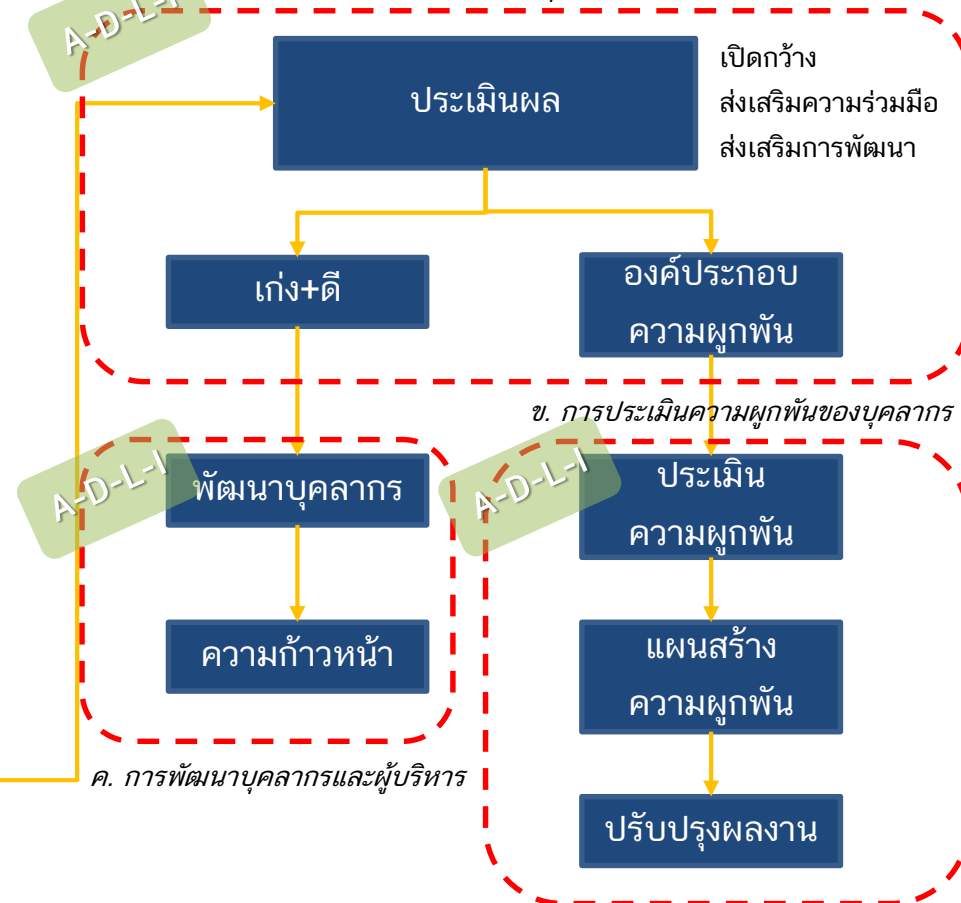 A-D-L-I
ประเมินผล
เปิดกว้าง
ส่งเสริมความร่วมมือ
ส่งเสริมการพัฒนา
เก่ง+ดี
องค์ประกอบ
ความผูกพัน
ข. การประเมินความผูกพันของบุคลากร
A-D-L-I
พัฒนาบุคลากร
A-D-L-I
ประเมิน
ความผูกพัน
ความก้าวหน้า
แผนสร้าง
ความผูกพัน
ค. การพัฒนาบุคลากรและผู้บริหาร
ปรับปรุงผลงาน